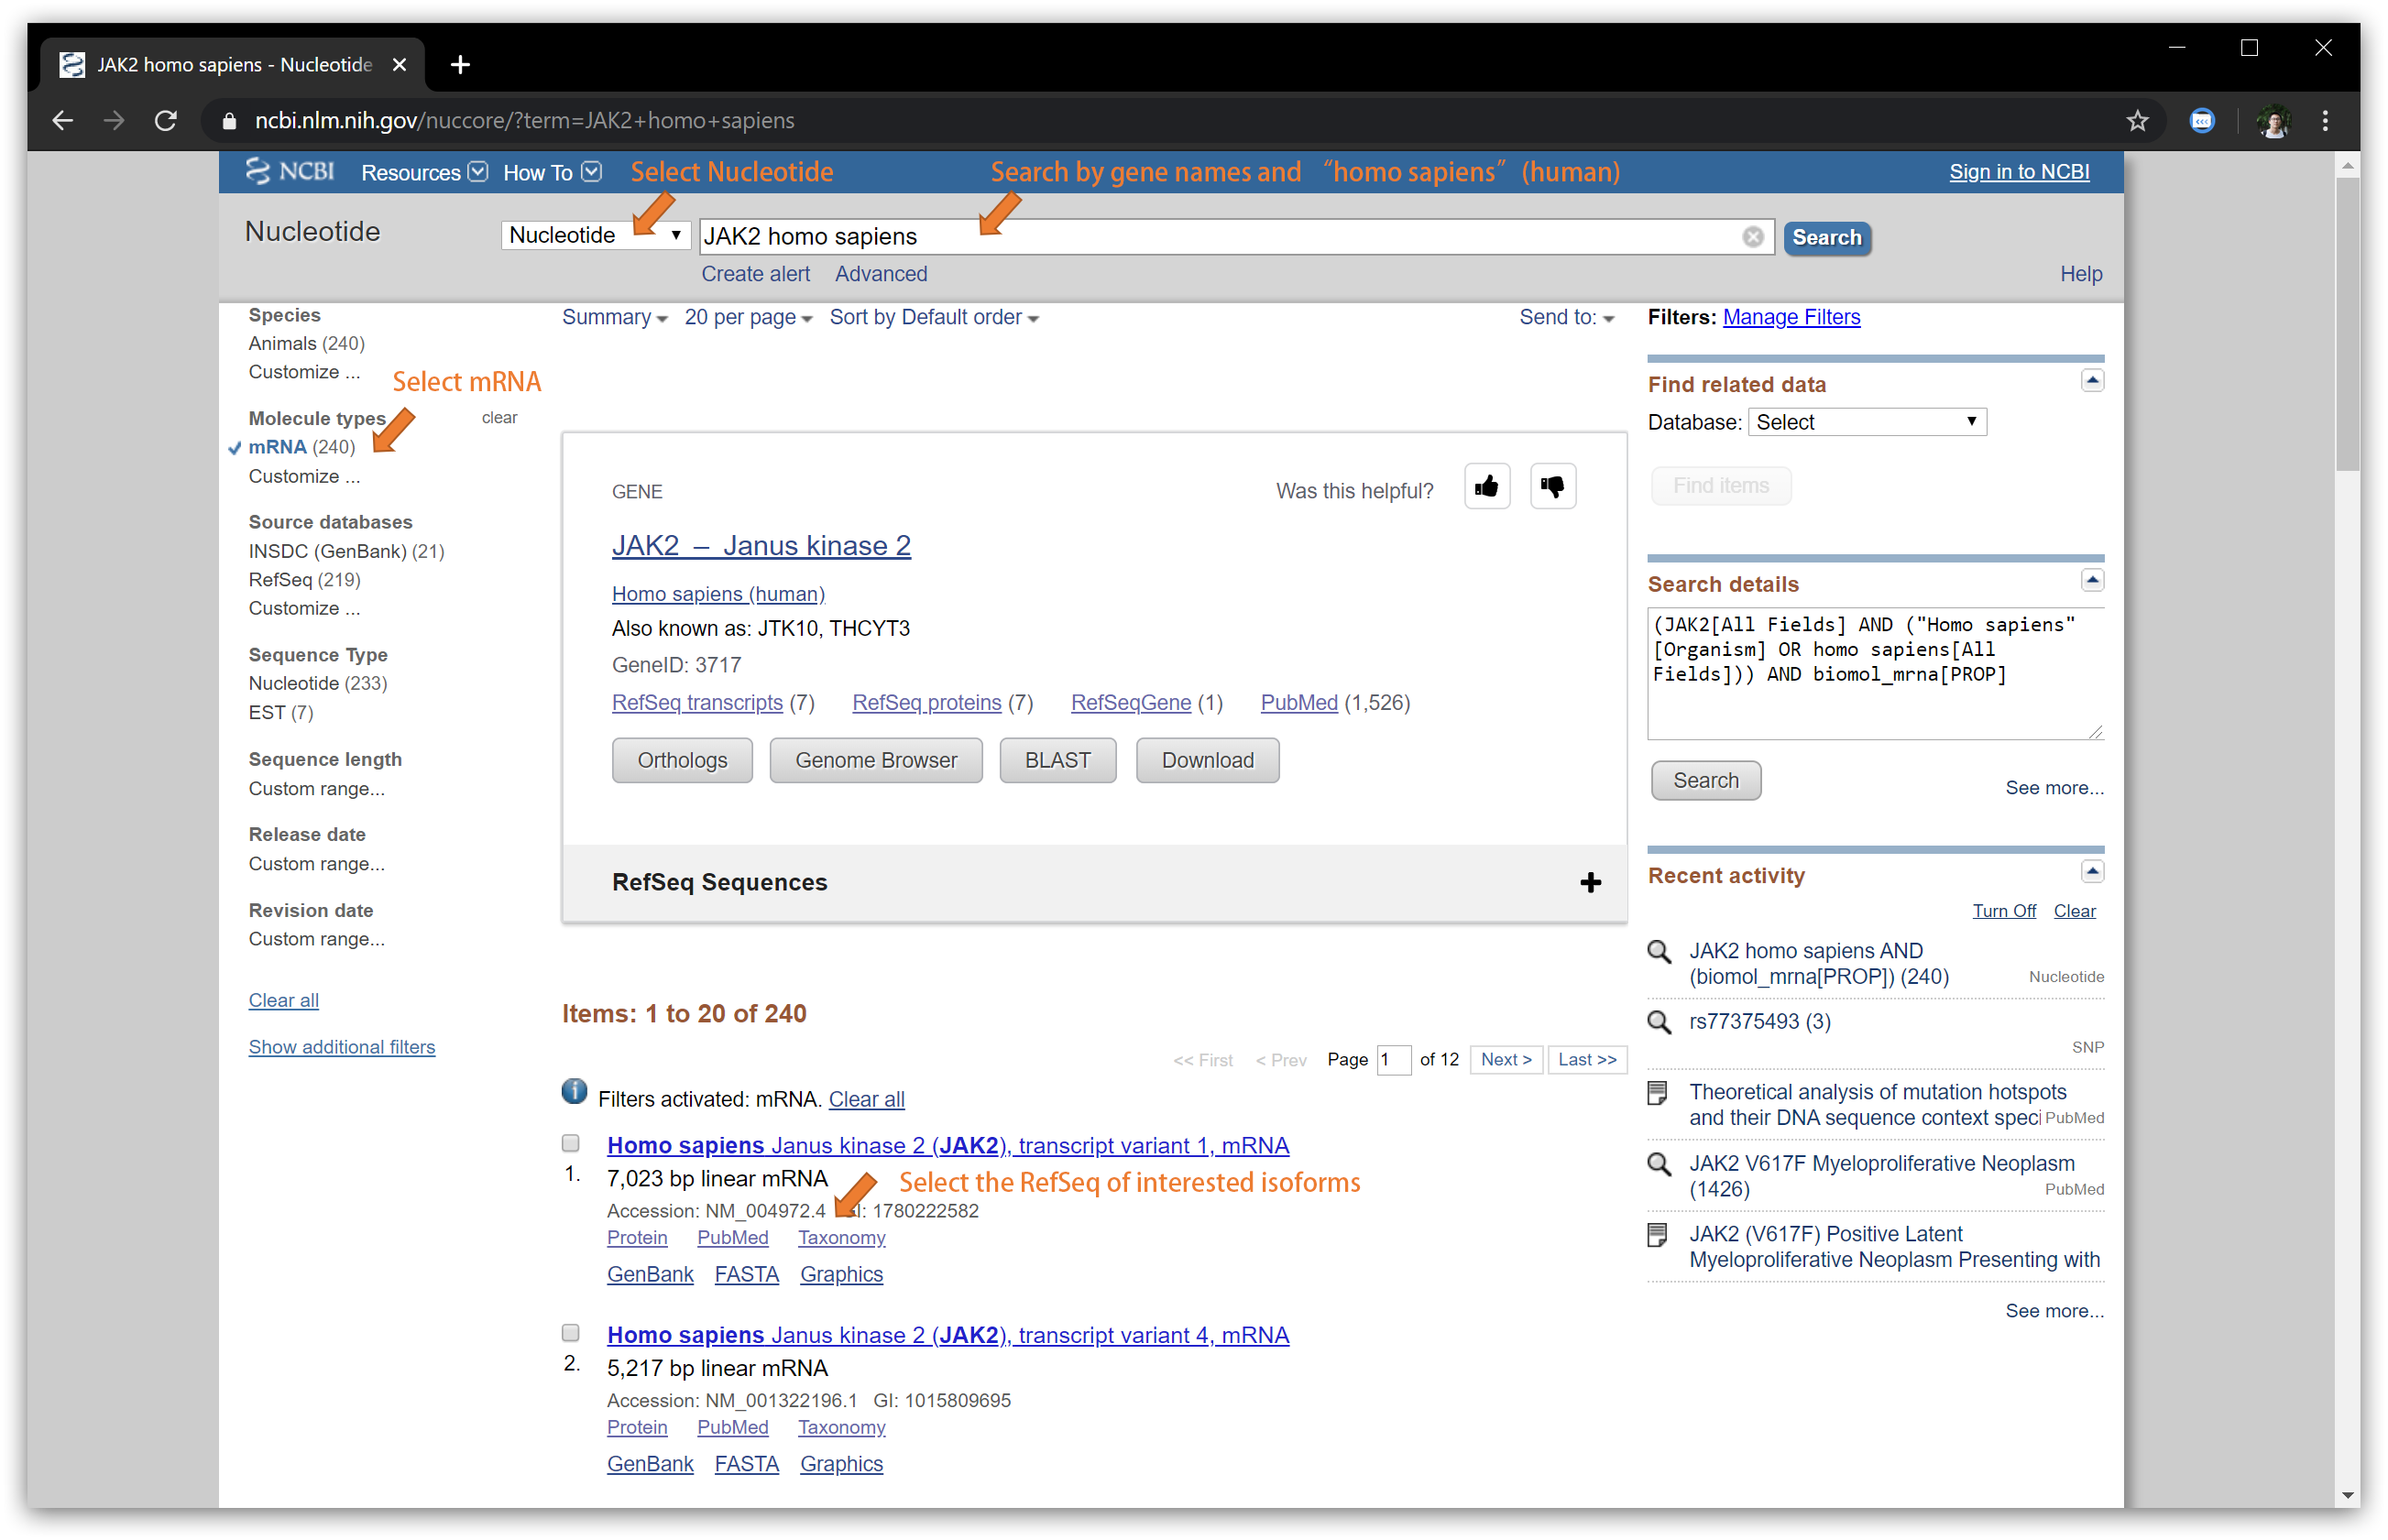 JAK2 homo sapiens - Nucleotide
ncbi.nlm.nih.gov/nuccore/?term=JAK2+homo+sapiens
NCBI Resources How To Select Nucleotide Search by gene names and “homo sapiens” (human) Sign in to NCBI
Nucleotide Nucleotide JAK2 homo sapiens Search
Create alert Advanced Help
Species
Animals (240)
Customize ...
Select mRNA
Molecule types clear
mRNA (240)
Customize ...
Source databases
INSDC (GenBank) (21)
RefSeq (219)
Customize ...
Sequence Type
Nucleotide (233)
EST (7)
Sequence length
Custom range...
Release date
Custom range...
Revision date
Custom range...
Clear all
Show additional filters
Summary 20 per page Sort by Default order Send to:
GENE Was this helpful?
JAK2 – Janus kinase 2
Homo sapiens (human)
Also known as: JTK10, THCYT3
GeneID: 3717
RefSeq transcripts (7) RefSeq proteins (7) RefSeqGene (1) PubMed (1,526)
Orthologs Genome Browser BLAST Download
RefSeq Sequences
Items: 1 to 20 of 240
<< First < Prev Page 1 of 12 Next > Last >>
Filters activated: mRNA. Clear all
Homo sapiens Janus kinase 2 (JAK2), transcript variant 1, mRNA
1. 7,023 bp linear mRNA
Select the RefSeq of interested isoforms
Accession: NM_004972.4 GI: 1780222582
Protein PubMed Taxonomy
GenBank FASTA Graphics
Homo sapiens Janus kinase 2 (JAK2), transcript variant 4, mRNA
2. 5,217 bp linear mRNA
Accession: NM_001322196.1 GI: 1015809695
Protein PubMed Taxonomy
GenBank FASTA Graphics
Filters: Manage Filters
Find related data
Database: Select
Find items
Search details
(JAK2[All Fields] AND ("Homo sapiens"
[Organism] OR homo sapiens[All
Fields])) AND biomol_mrna[PROP]
Search See more...
Recent activity
Turn Off Clear
JAK2 homo sapiens AND
(biomol_mrna[PROP]) (240) Nucleotide
rs77375493 (3)
SNP
Theoretical analysis of mutation hotspots
and their DNA sequence context speci PubMed
JAK2 V617F Myeloproliferative Neoplasm
(1426) PubMed
JAK2 (V617F) Positive Latent
Myeloproliferative Neoplasm Presenting with
See more...